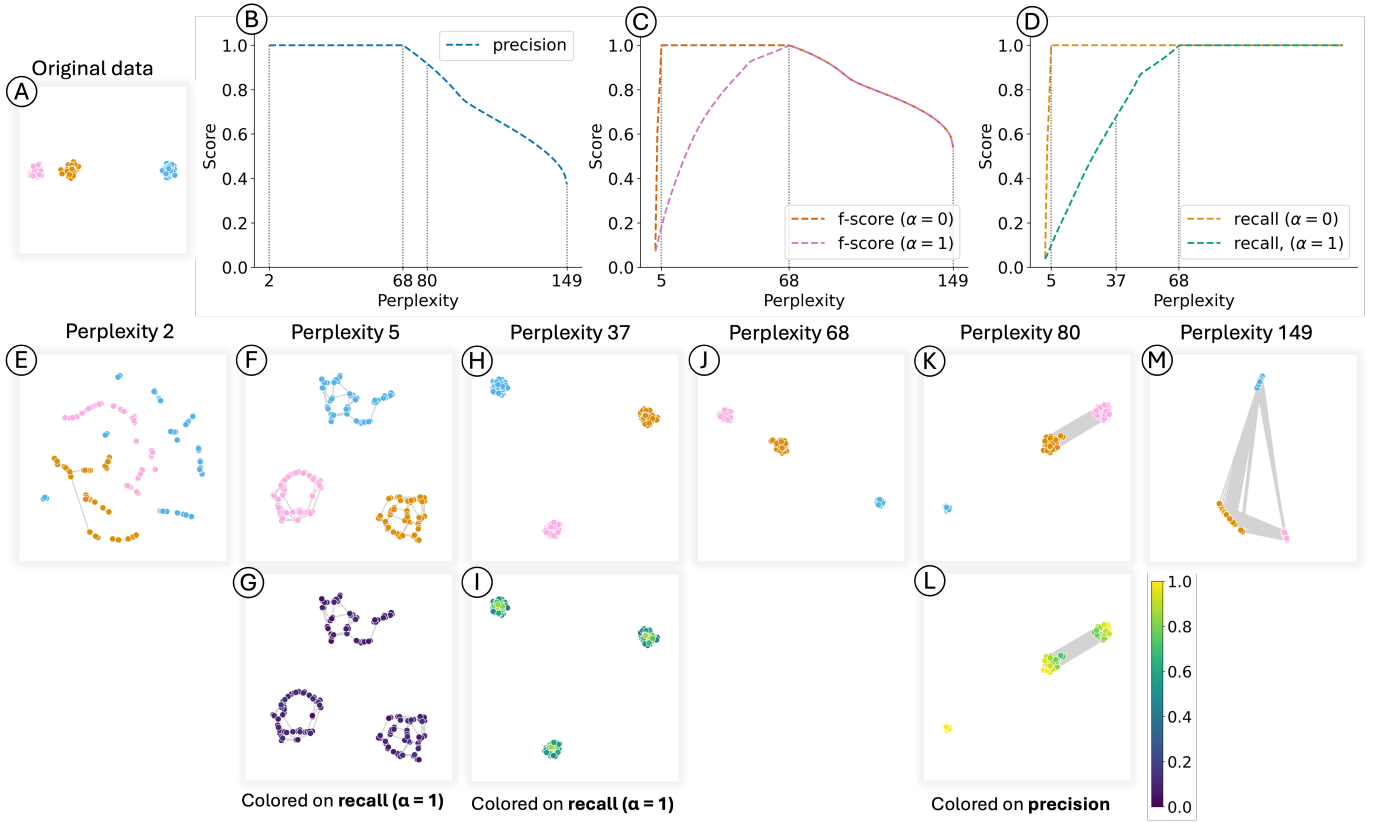 Original data
A
B
1.0
0.8
0.6
0.4
0.2
0.0
Score
precision
2
68
80
149
Perplexity
C
1.0
0.8
0.6
0.4
0.2
0.0
Score
f-score (α = 0)
f-score (α = 1)
5
68
149
Perplexity
D
1.0
0.8
0.6
0.4
0.2
0.0
Score
recall (α = 0)
recall, (α = 1)
5
37
68
Perplexity
Perplexity 2
Perplexity 5
Perplexity 37
Perplexity 68
Perplexity 80
Perplexity 149
E
F
H
J
K
M
G
I
L
1.0
0.8
0.6
0.4
0.2
0.0
Colored on recall (α = 1)
Colored on recall (α = 1)
Colored on precision